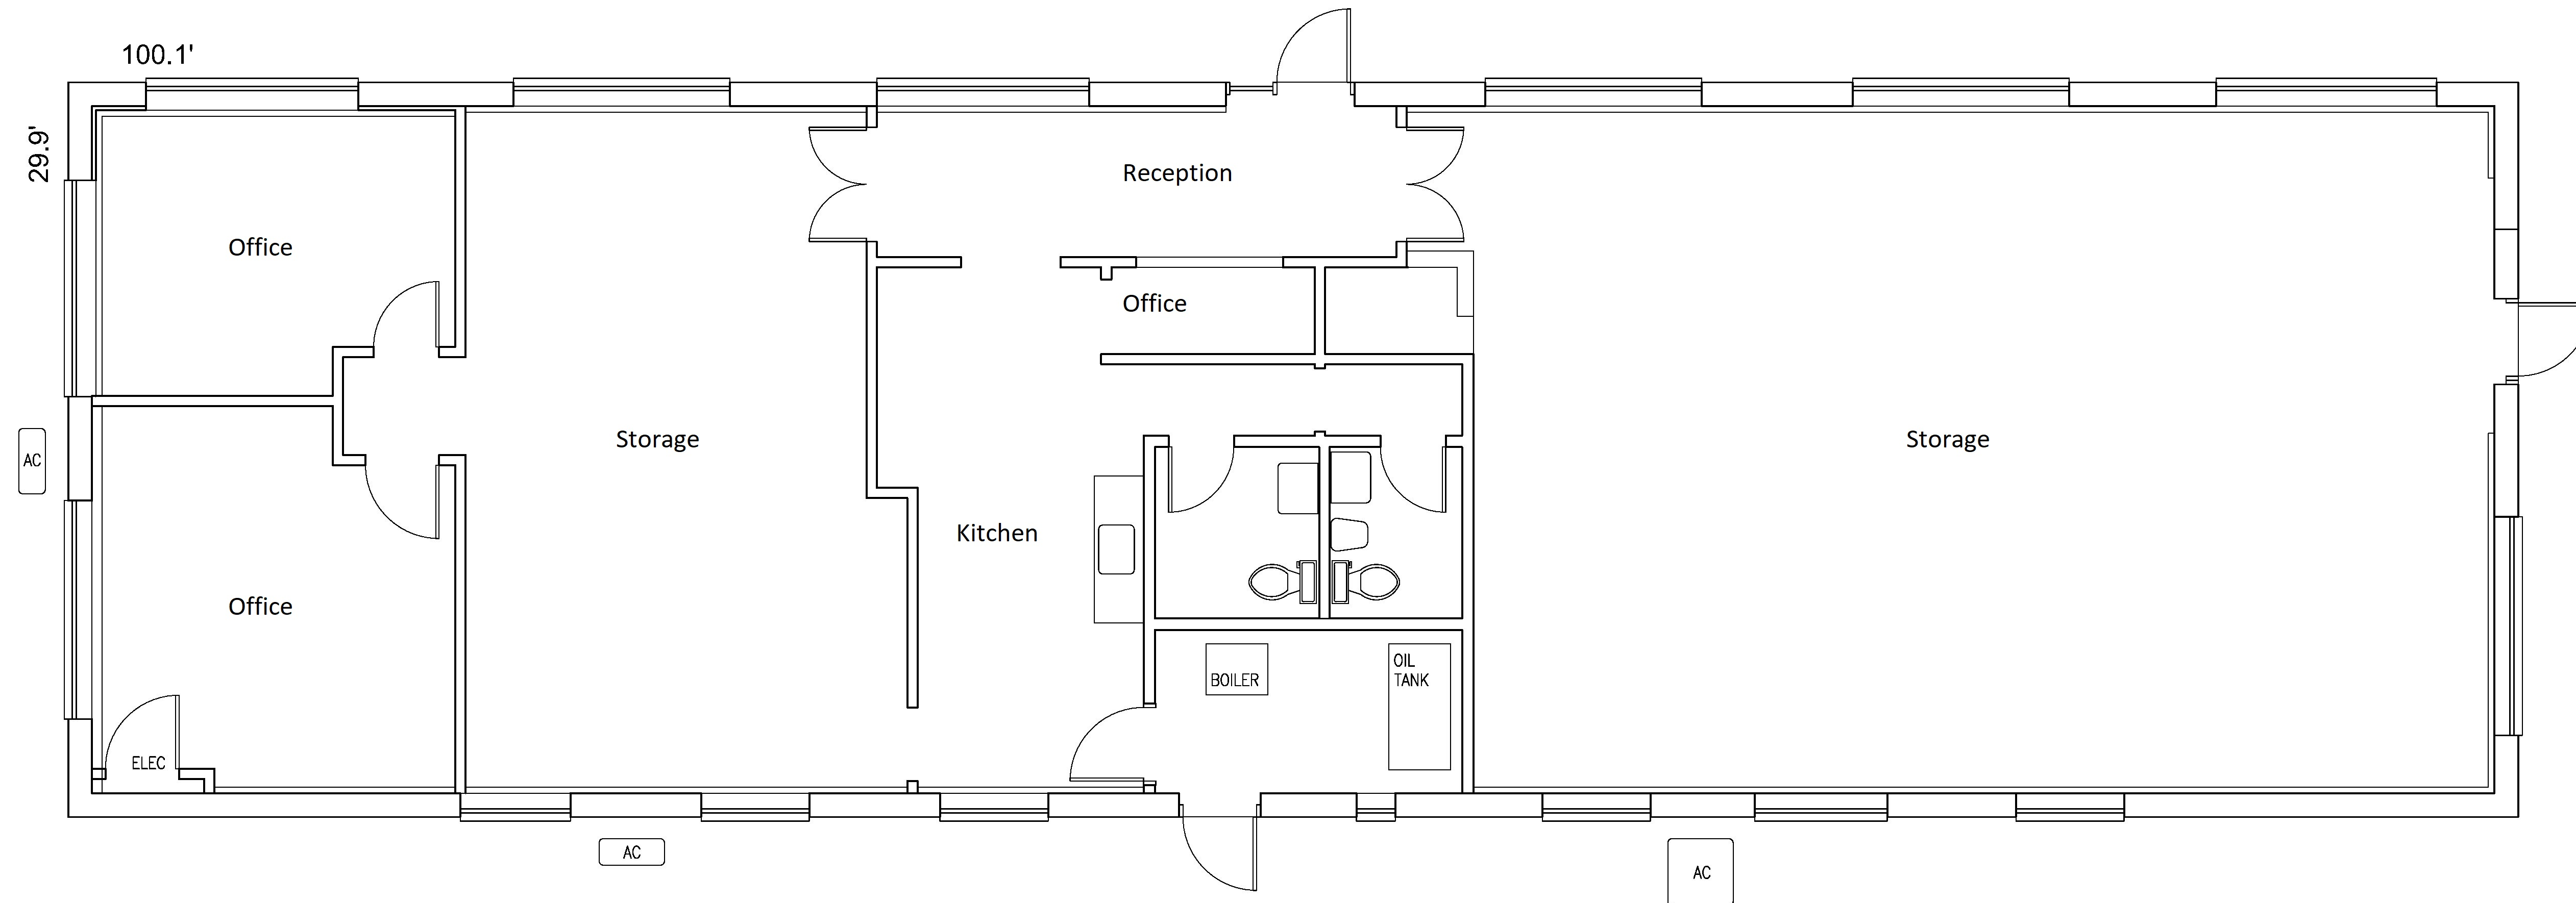 100.1'
29.9'
Reception
Office
Office
Storage
Storage
AC
Kitchen
Office
OIL
TANK
BOILER
ELEC
AC
AC